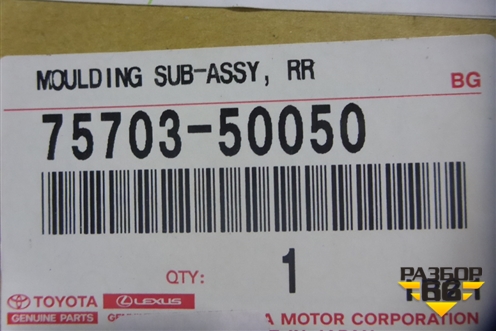 MOULDING SUB-ASSY, RR
BG
75703-50050
QTY: 1
TOYOTA LEXUS
GENUINE PARTS
A MOTOR CORPORATION
РАЗБОР